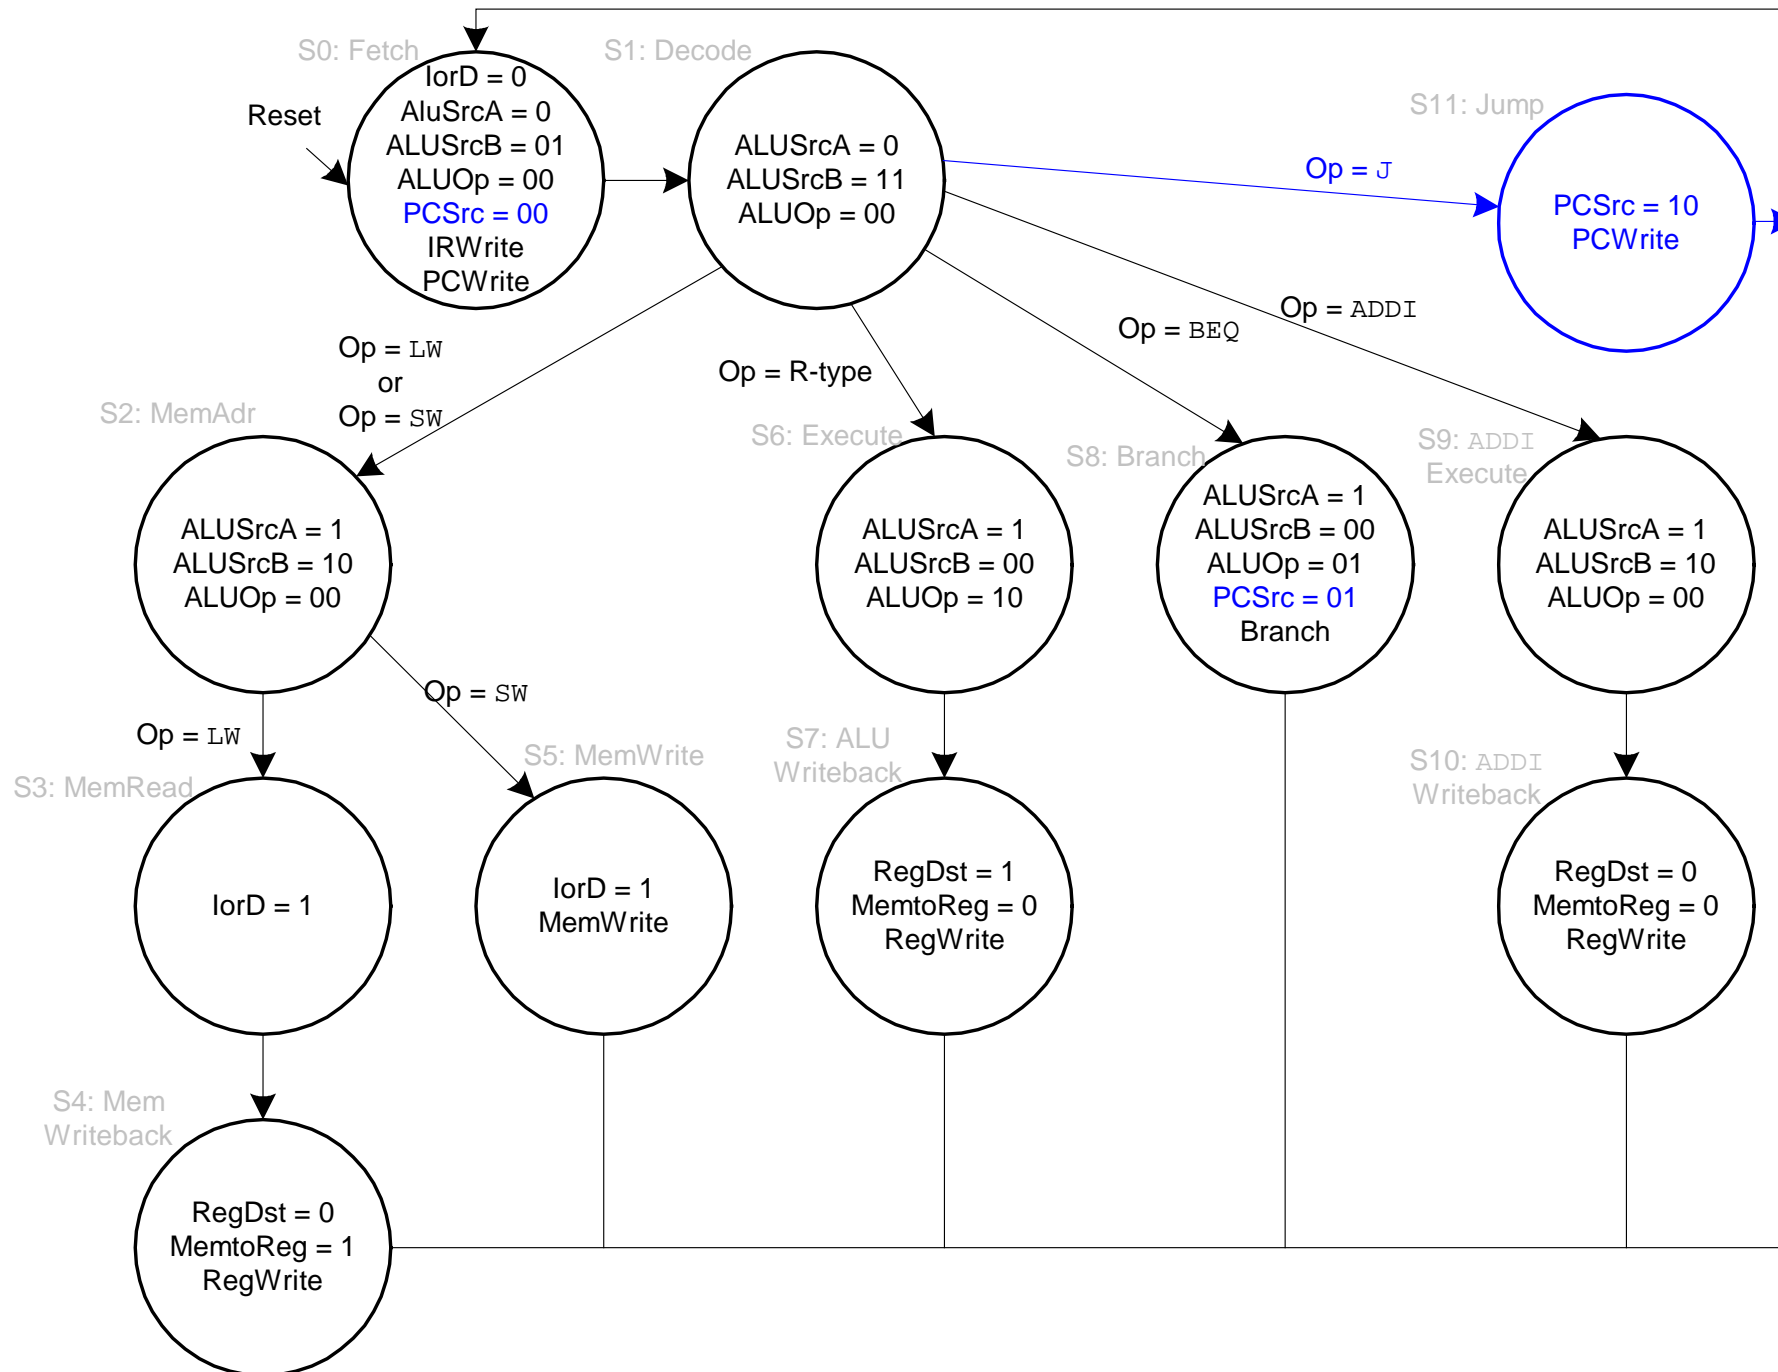 S0: Fetch
IorD = 0
AluSrcA = 0
ALUSrcB = 01
ALUOp = 00
PCSrc = 00
IRWrite
PCWrite
Reset
S1: Decode
ALUSrcA = 0
ALUSrcB = 11
ALUOp = 00
S11: Jump
Op = J
PCSrc = 10
PCWrite
Op = LW
or
Op = SW
Op = R-type
Op = BEQ
Op = ADDI
S2: MemAdr
ALUSrcA = 1
ALUSrcB = 10
ALUOp = 00
S6: Execute
ALUSrcA = 1
ALUSrcB = 00
ALUOp = 10
S8: Branch
ALUSrcA = 1
ALUSrcB = 00
ALUOp = 01
PCSrc = 01
Branch
S9: ADDI
Execute
ALUSrcA = 1
ALUSrcB = 10
ALUOp = 00
Op = LW
Op = SW
S3: MemRead
IorD = 1
S5: MemWrite
IorD = 1
MemWrite
S7: ALU
Writeback
RegDst = 1
MemtoReg = 0
RegWrite
S10: ADDI
Writeback
RegDst = 0
MemtoReg = 0
RegWrite
S4: Mem
Writeback
RegDst = 0
MemtoReg = 1
RegWrite